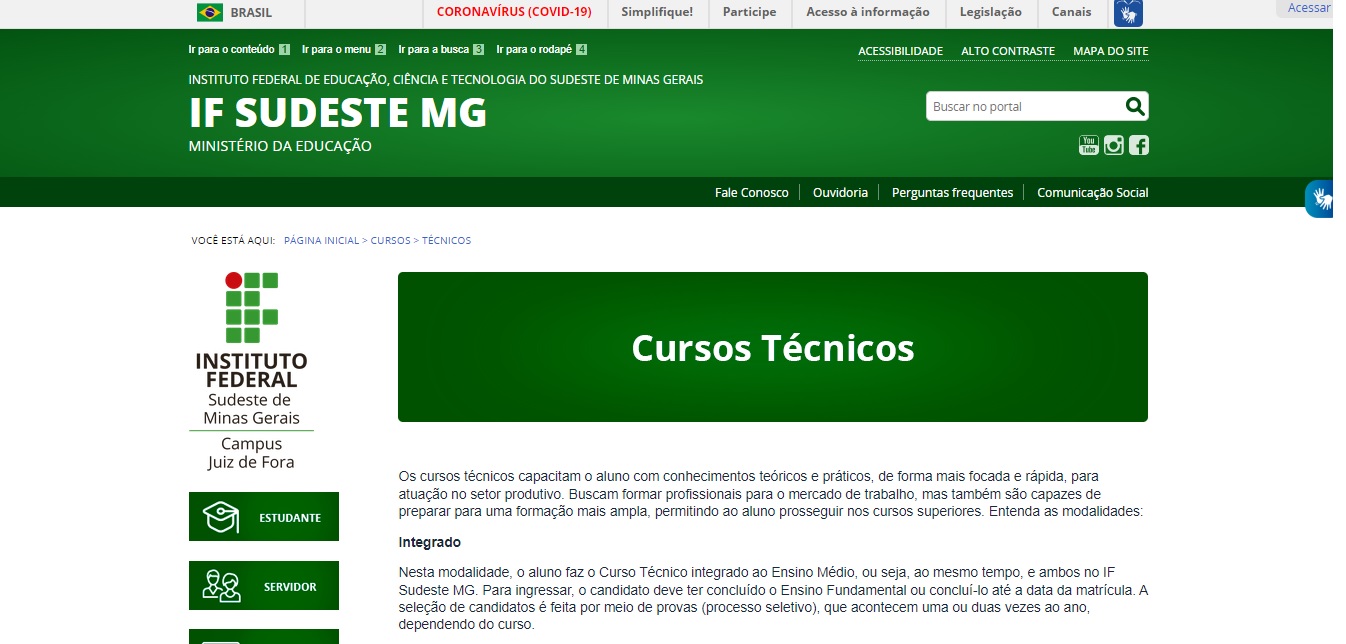 BRASIL
CORONAVÍRUS (COVID-19)
Simplifique!
Participe
Acesso à informação
Legislação
Canais
Acessar
Ir para o conteúdo 1 Ir para o menu 2 Ir para a busca 3 Ir para o rodapé 4
ACESSIBILIDADE ALTO CONTRASTE MAPA DO SITE
INSTITUTO FEDERAL DE EDUCAÇÃO, CIÊNCIA E TECNOLOGIA DO SUDESTE DE MINAS GERAIS
IF SUDESTE MG
MINISTÉRIO DA EDUCAÇÃO
Buscar no portal
You
Tube
Fale Conosco Ouvidoria Perguntas frequentes Comunicação Social
VOCÊ ESTÁ AQUI: PÁGINA INICIAL > CURSOS > TÉCNICOS
INSTITUTO
FEDERAL
Sudeste de
Minas Gerais
Campus
Juiz de Fora
ESTUDANTE
SERVIDOR
Cursos Técnicos
Os cursos técnicos capacitam o aluno com conhecimentos teóricos e práticos, de forma mais focada e rápida, para
atuação no setor produtivo. Buscam formar profissionais para o mercado de trabalho, mas também são capazes de
preparar para uma formação mais ampla, permitindo ao aluno prosseguir nos cursos superiores. Entenda as modalidades:
Integrado
Nesta modalidade, o aluno faz o Curso Técnico integrado ao Ensino Médio, ou seja, ao mesmo tempo, e ambos no IF
Sudeste MG. Para ingressar, o candidato deve ter concluído o Ensino Fundamental ou concluí-lo até a data da matrícula. A
seleção de candidatos é feita por meio de provas (processo seletivo), que acontecem uma ou duas vezes ao ano,
dependendo do curso.